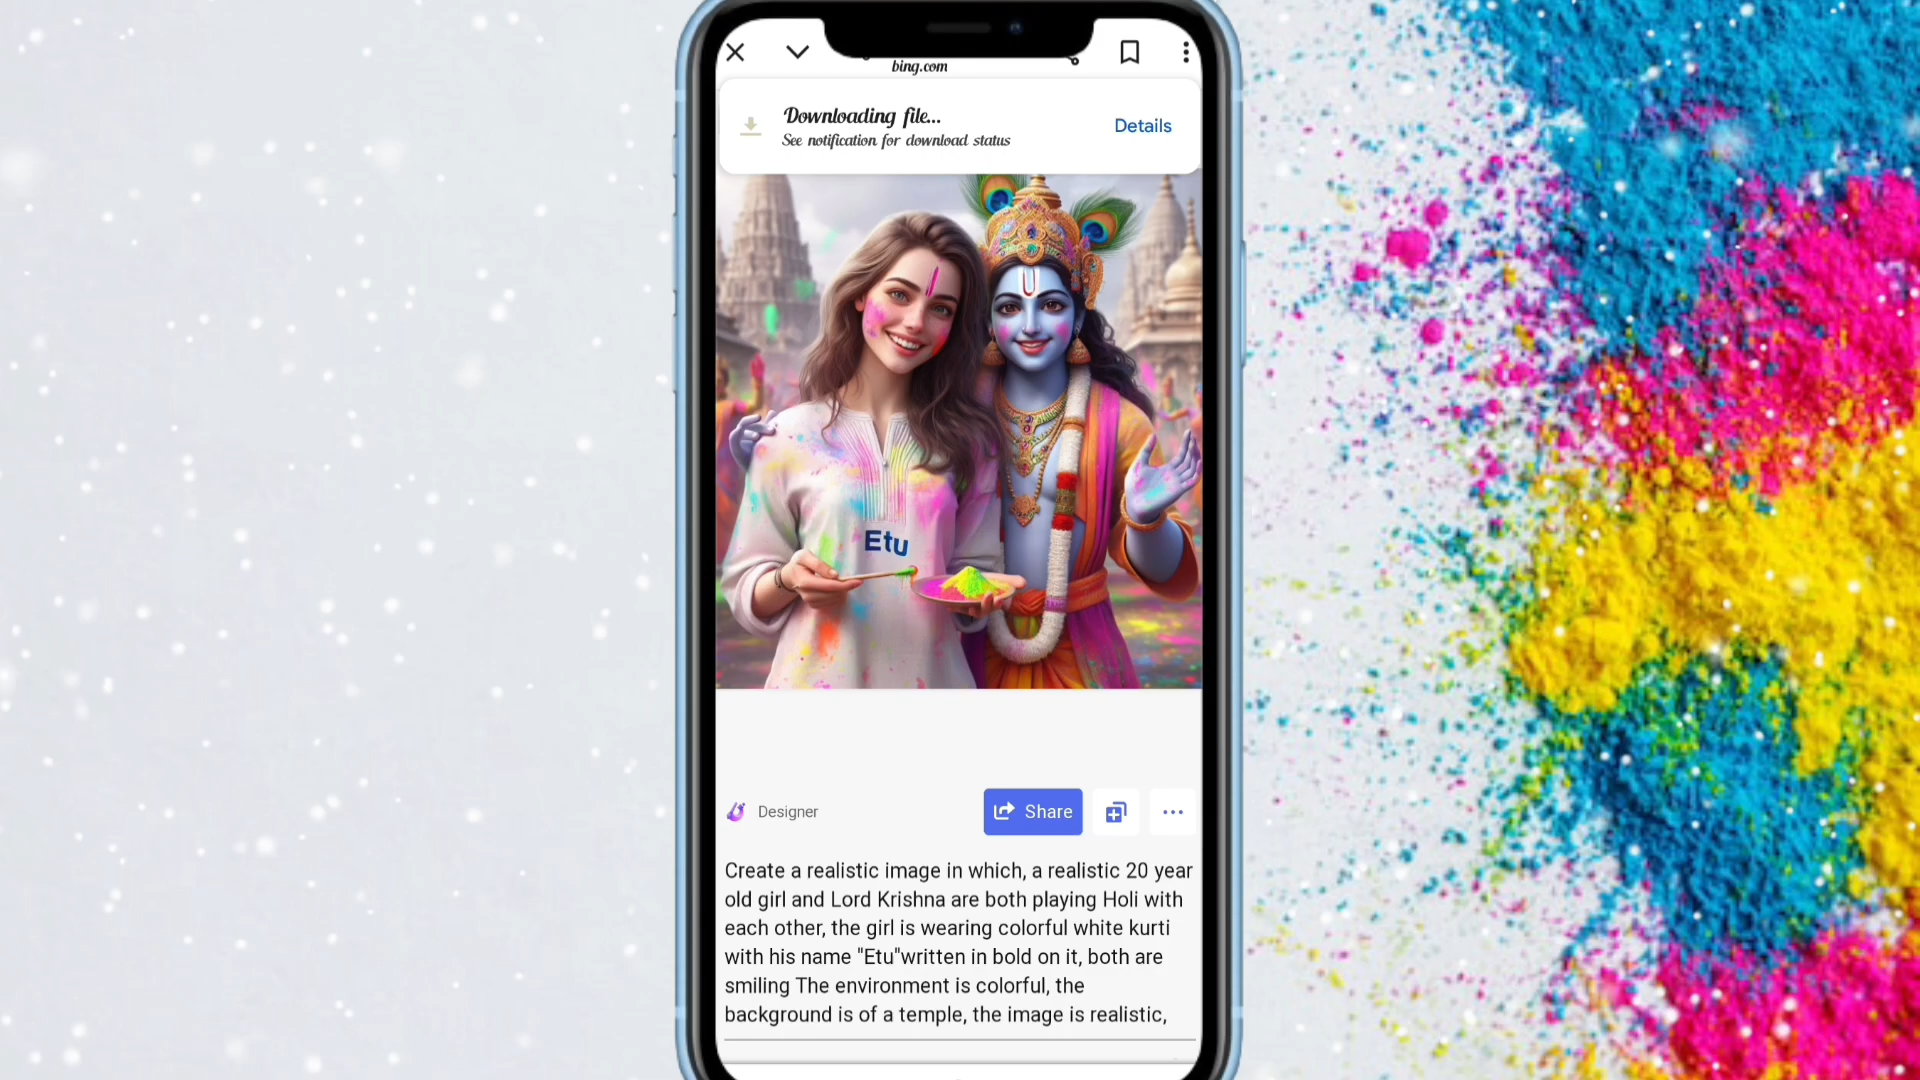 bing.com
Downloading file...
See notification for download status
Details
Etu
Designer
Share
Create a realistic image in which, a realistic 20 year
old girl and Lord Krishna are both playing Holi with
each other, the girl is wearing colorful white kurti
with his name "Etu"written in bold on it, both are
smiling The environment is colorful, the
background is of a temple, the image is realistic,